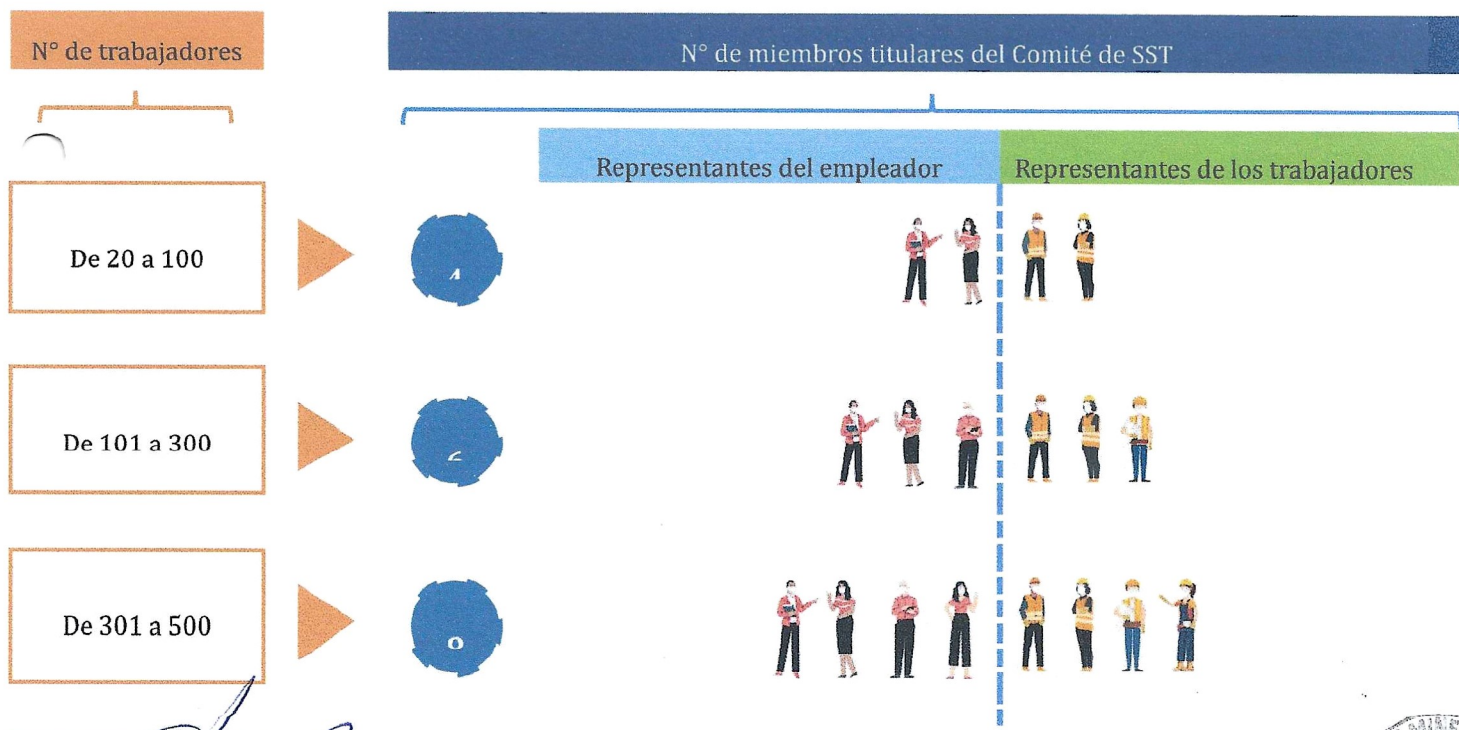 N° de trabajadores
N° de miembros titulares del Comité de SST
Representantes del empleador
Representantes de los trabajadores
De 20 a 100
De 101 a 300
De 301 a 500